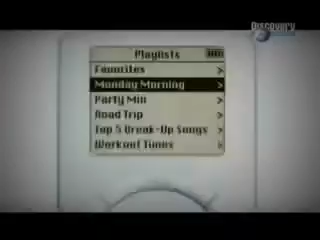 Discovery
Playlists
Favorites >
Monday Morning >
Party Mix >
Road Trip >
Top 5 Break-Up Songs >
Workout Tunes >